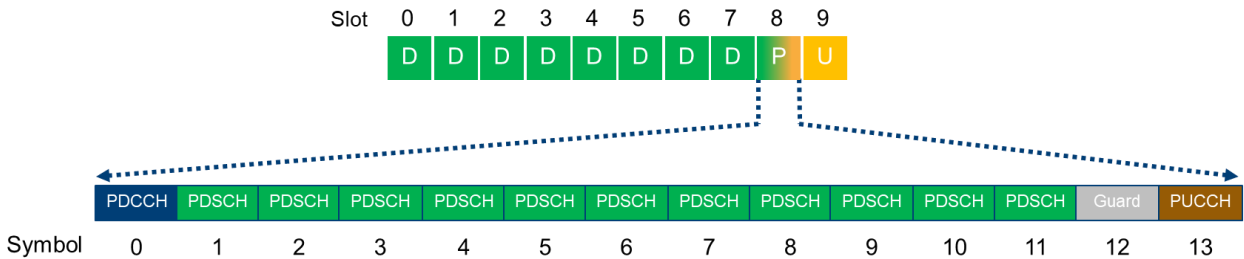 Slot 0 1 2 3 4 5 6 7 8 9
D D D D D D D D P U
PDCCH PDSCH PDSCH PDSCH PDSCH PDSCH PDSCH PDSCH PDSCH PDSCH PDSCH PDSCH Guard PUCCH
Symbol 0 1 2 3 4 5 6 7 8 9 10 11 12 13